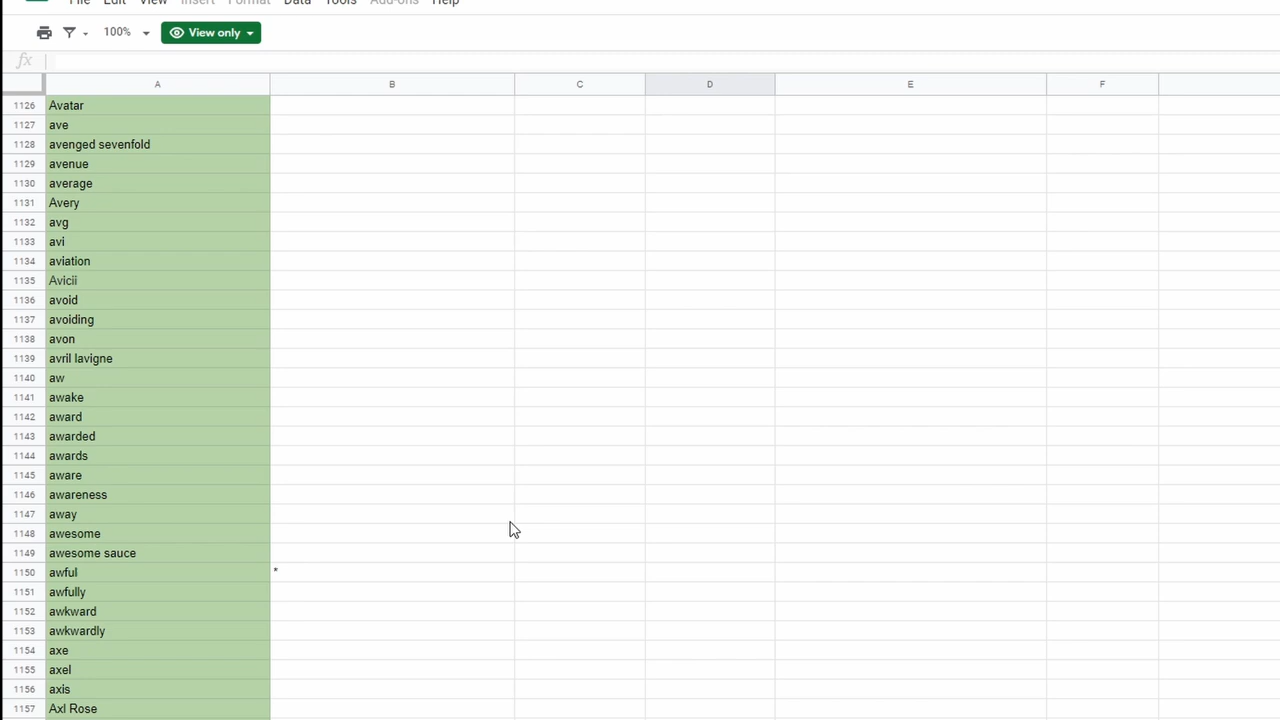 File Edit View Insert Format Data Tools Add-ons Help
100% View only
fx
A B C D E F
1126 Avatar
1127 ave
1128 avenged sevenfold
1129 avenue
1130 average
1131 Avery
1132 avg
1133 avi
1134 aviation
1135 Avicii
1136 avoid
1137 avoiding
1138 avon
1139 avril lavigne
1140 aw
1141 awake
1142 award
1143 awarded
1144 awards
1145 aware
1146 awareness
1147 away
1148 awesome
1149 awesome sauce
1150 awful *
1151 awfully
1152 awkward
1153 awkwardly
1154 axe
1155 axel
1156 axis
1157 Axl Rose